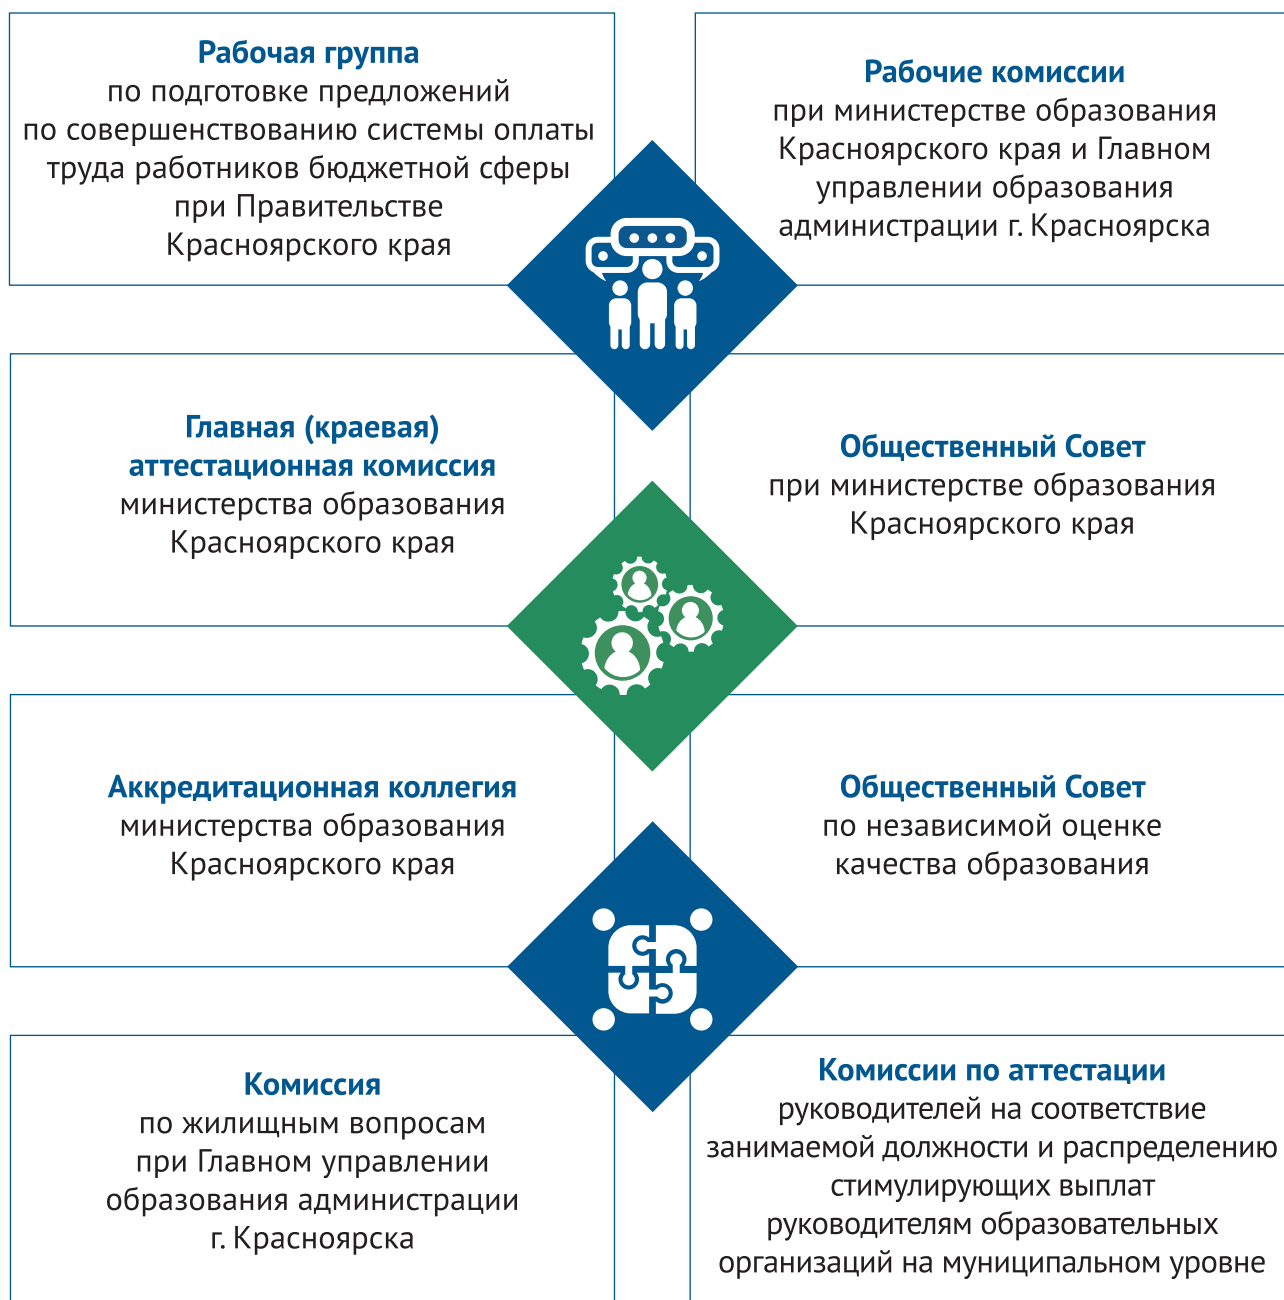 Рабочая группа
по подготовке предложений
по совершенствованию системы оплаты
труда работников бюджетной сферы
при Правительстве
Красноярского края
Рабочие комиссии
при министерстве образования
Красноярского края и Главном
управлении образования
администрации г. Красноярска
Главная (краевая)
аттестационная комиссия
министерства образования
Красноярского края
Общественный Совет
при министерстве образования
Красноярского края
Аккредитационная коллегия
министерства образования
Красноярского края
Общественный Совет
по независимой оценке
качества образования
Комиссия
по жилищным вопросам
при Главном управлении
образования администрации
г. Красноярска
Комиссии по аттестации
руководителей на соответствие
занимаемой должности и распределению
стимулирующих выплат
руководителям образовательных
организаций на муниципальном уровне